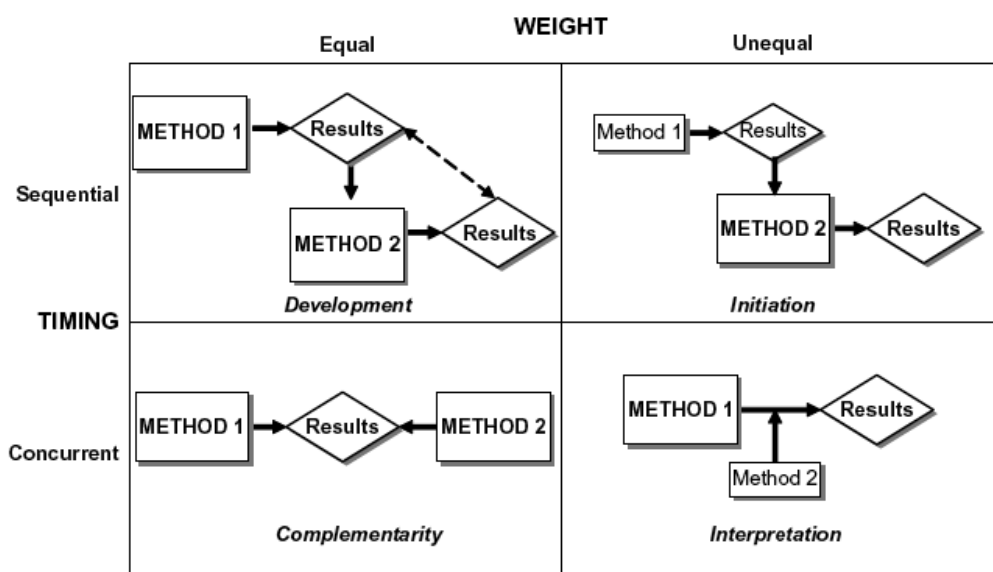 WEIGHT
Equal
Unequal
METHOD 1
Results
METHOD 2
Results
Development
Method 1
Results
METHOD 2
Results
Initiation
Sequential
TIMING
Concurrent
METHOD 1
Results
METHOD 2
Complementarity
METHOD 1
Results
Method 2
Interpretation